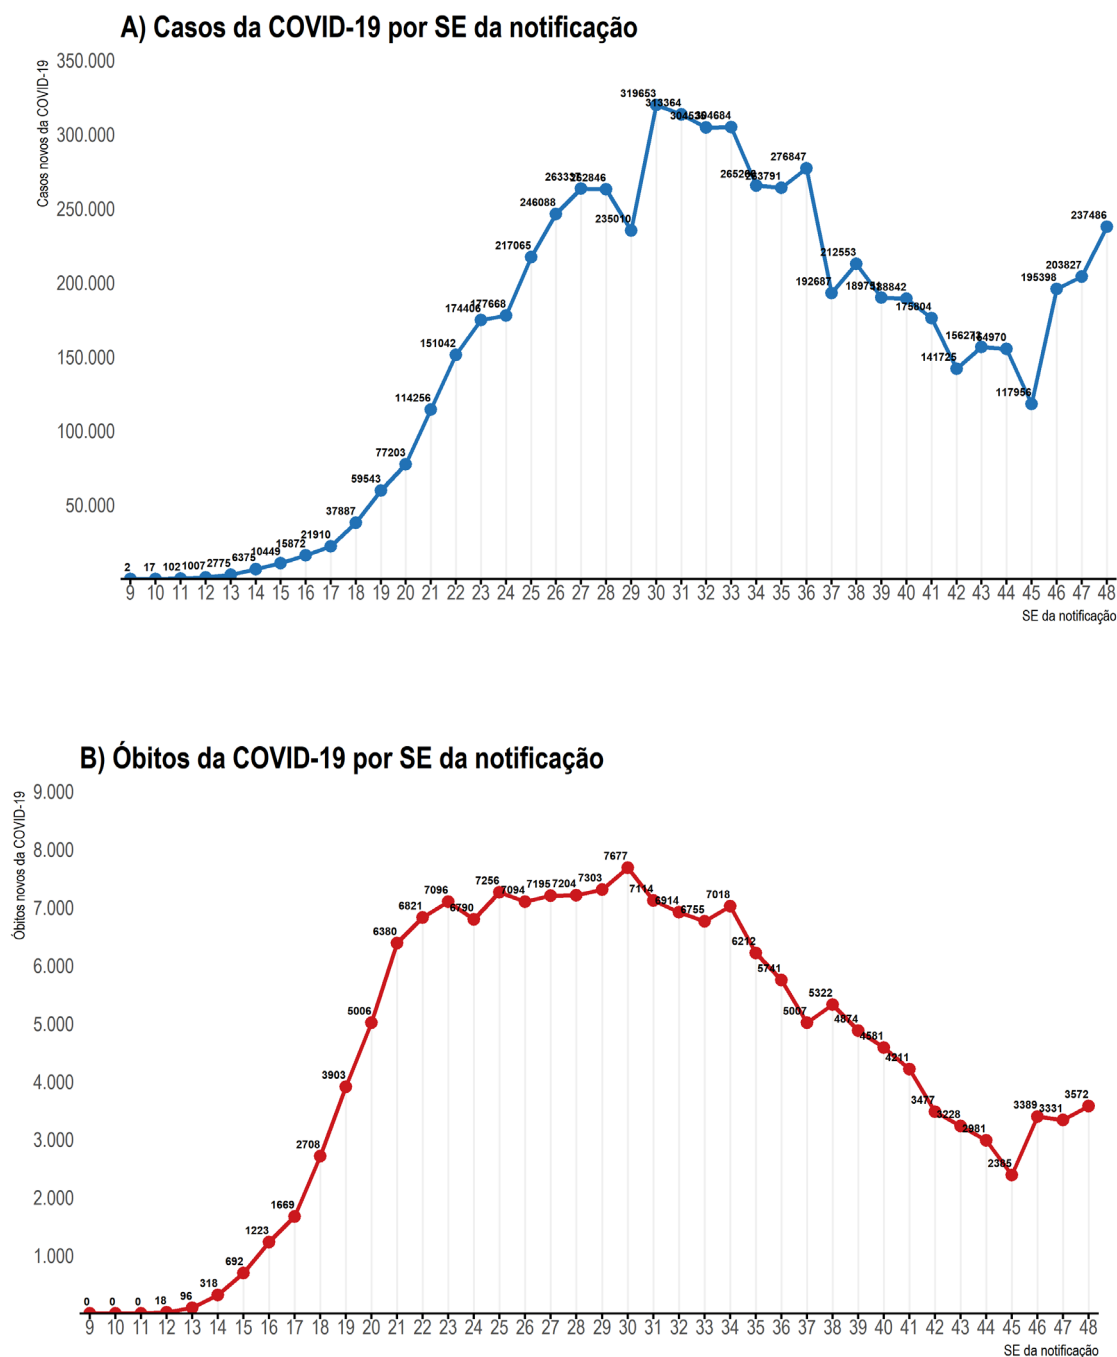 A) Casos da COVID-19 por SE da notificação
Casos novos da COVID-19
350.000
300.000
250.000
200.000
150.000
100.000
50.000
2 17 102 1007 2775 6375 10449 15872 21910 37887 59543 77203 114256 151042 174406 177668 217065 246088 262846 235010 319653 313364 304684 263791 276847 192687 212553 188842 175804 141725 117956 195398 203827 237486
9 10 11 12 13 14 15 16 17 18 19 20 21 22 23 24 25 26 27 28 29 30 31 32 33 34 35 36 37 38 39 40 41 42 43 44 45 46 47 48
SE da notificação
B) Óbitos da COVID-19 por SE da notificação
Óbitos novos da COVID-19
9.000
8.000
7.000
6.000
5.000
4.000
3.000
2.000
1.000
0 0 0 18 96 318 692 1223 1669 2708 3903 5006 6380 6821 7096 6790 7256 7094 7195 7204 7303 7677 7114 6914 6755 7018 6212 5741 5007 5322 4874 4581 4211 3477 3228 2981 2385 3389 3331 3572
9 10 11 12 13 14 15 16 17 18 19 20 21 22 23 24 25 26 27 28 29 30 31 32 33 34 35 36 37 38 39 40 41 42 43 44 45 46 47 48
SE da notificação